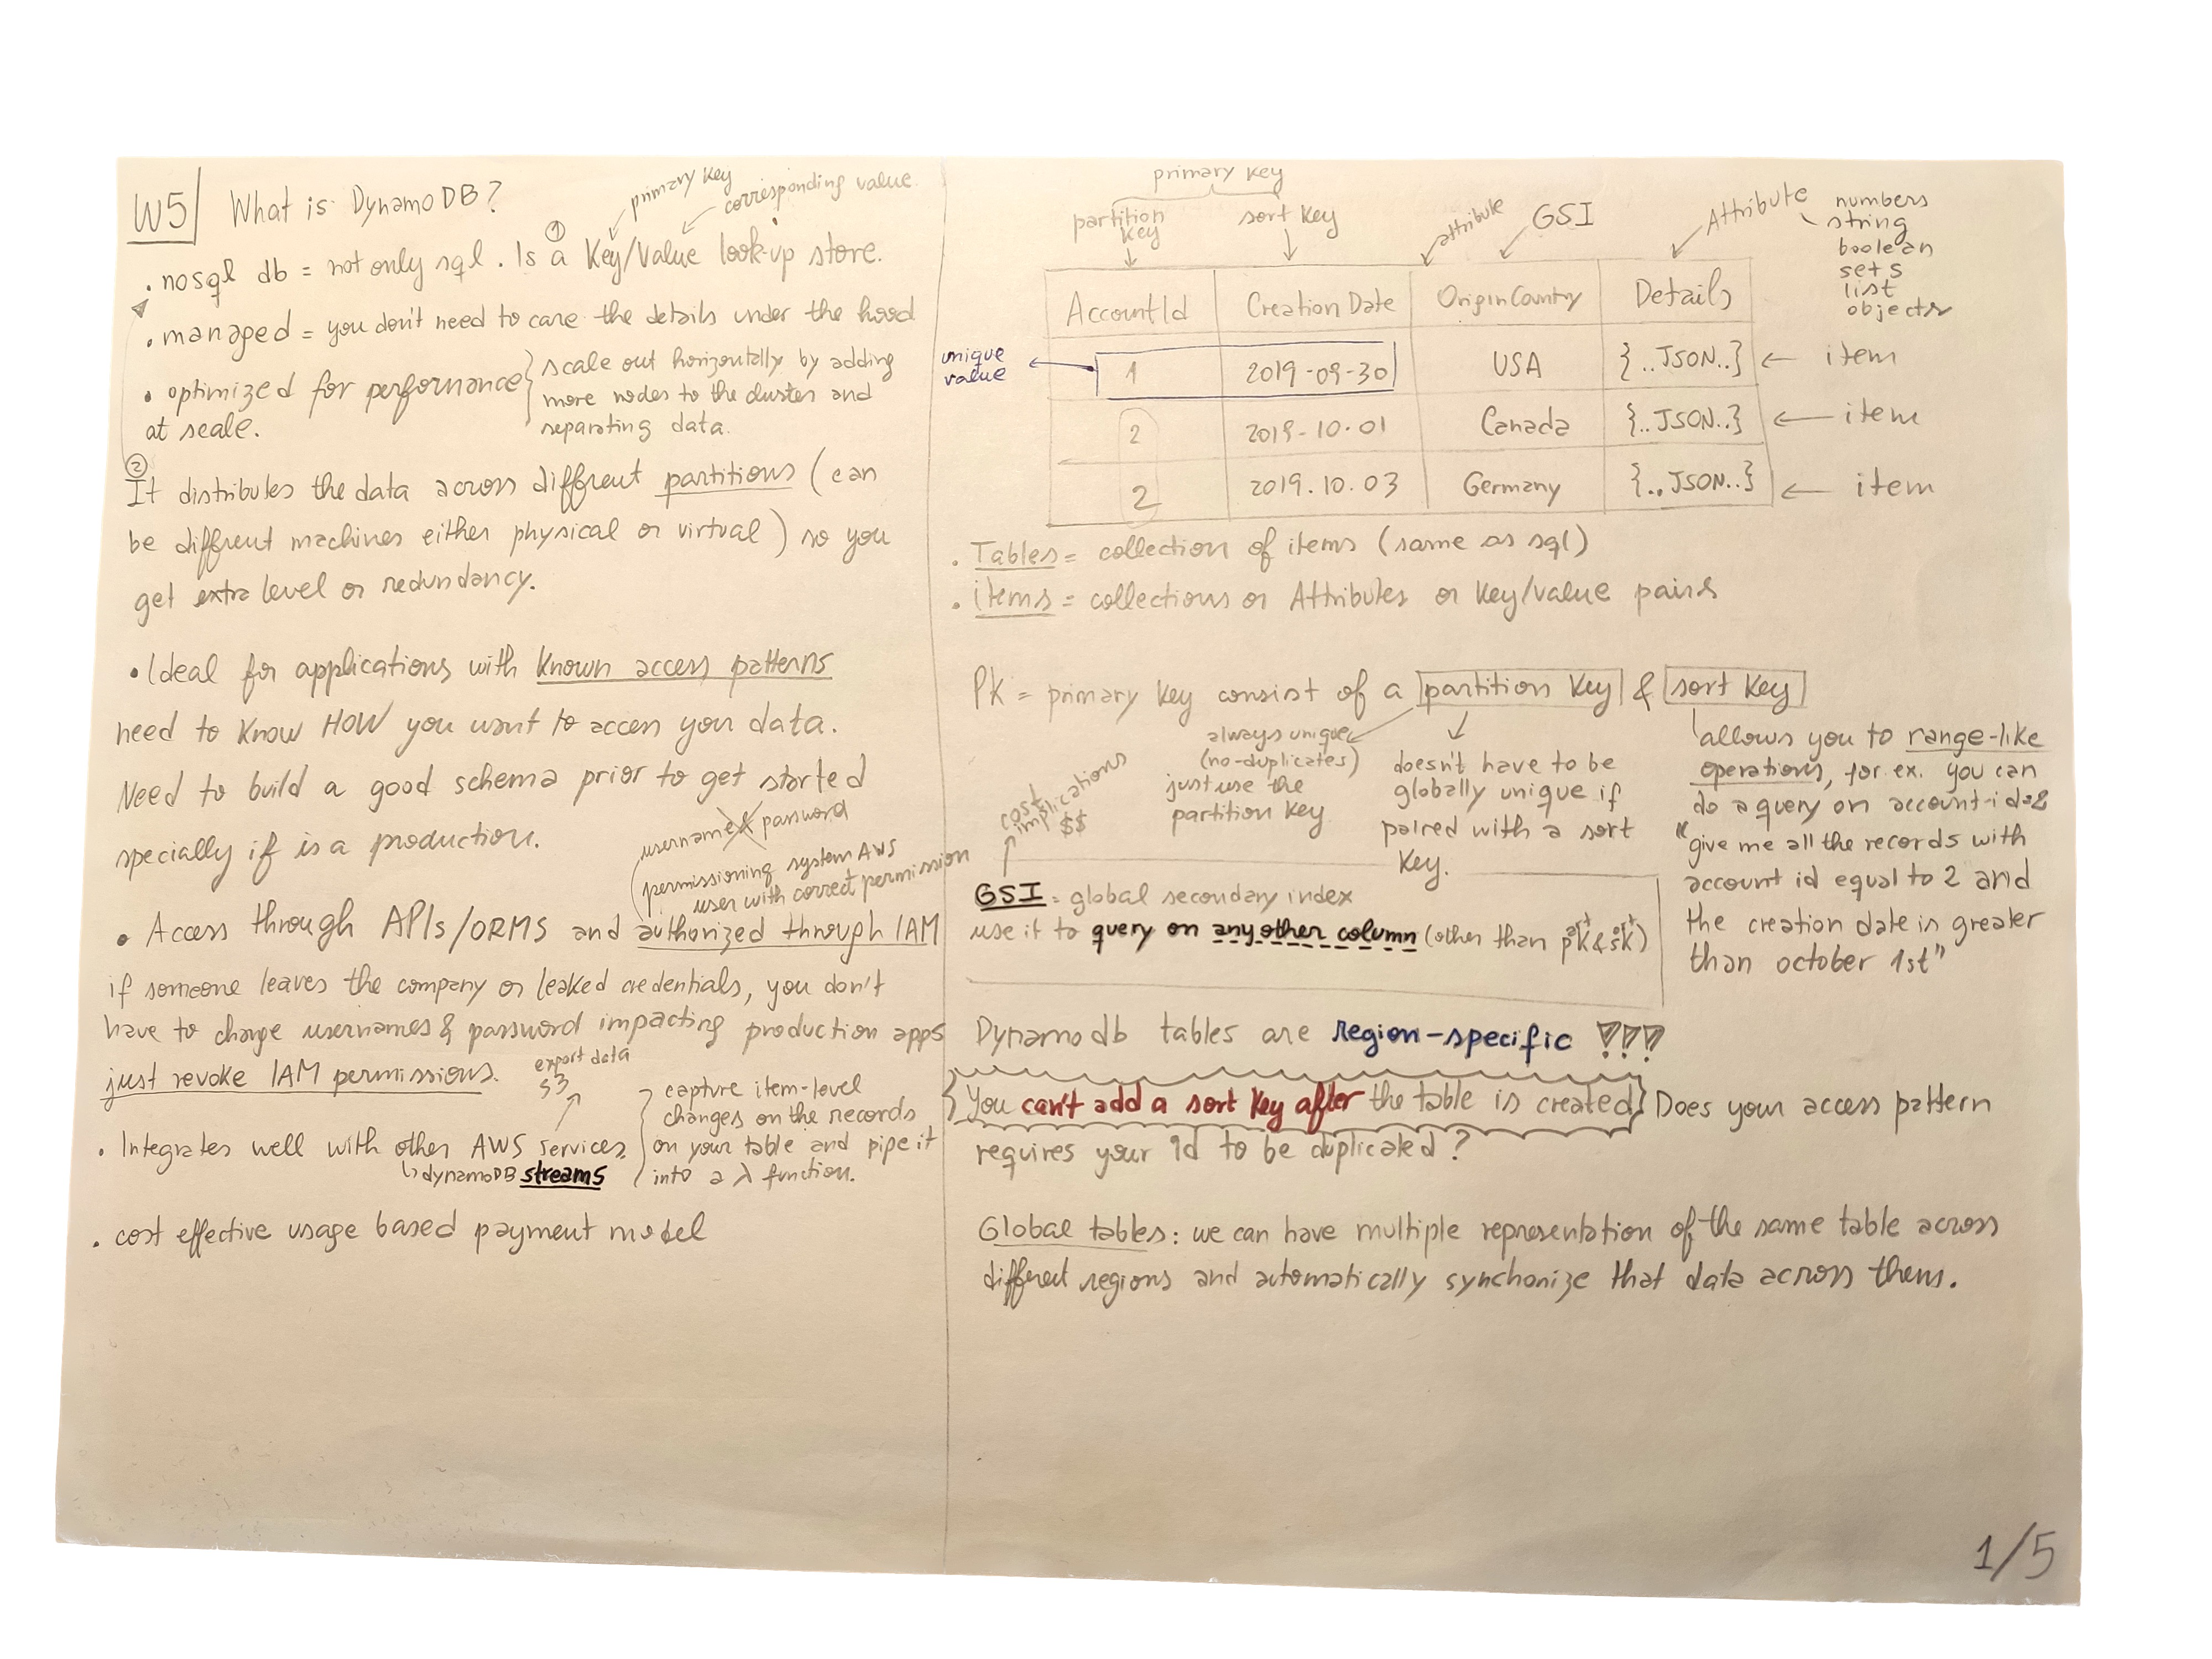 W5 What is DynamoDB?
primary key
corresponding value
. nosql db = not only sql. Is a ① Key/Value look-up store.
. managed = you don't need to care the details under the hood
• optimized for performance
at scale.
scale out horizontally by adding
more nodes to the cluster and
separating data.
②
It distributes the data across different partitions (can
be different machines either physical or virtual) so you
get extra level or redundancy.
• Ideal for applications with known access patterns
need to know HOW you want to access you data.
Need to build a good schema prior to get started
specially if is a production.
username & password
permissioning system AWS
user with correct permission
• Access through APIs/ORMS and authorized through IAM
if someone leaves the company or leaked credentials, you don't
have to change usernames & password impacting production apps
just revoke IAM permissions.
export data
S3
• Integrates well with other AWS services.
dynamoDB streams
capture item-level
changes on the records
on your table and pipe it
into a λ function.
. cost effective usage based payment model
primary key
partition
key
sort key
attribute
GSI
Attribute
numbers
string
boolean
sets
list
objects
AccountId Creation Date OriginCountry Details
unique
value
1 2019-09-30 USA {..JSON..} ← item
2 2019-10-01 Canada {..JSON..} ← item
2 2019.10.03 Germany {..JSON..} ← item
. Tables = collection of items (same as sql)
. items = collections or Attributes or key/value pairs
PK = primary key consist of a partition key & sort key
always unique
(no-duplicates)
just use the
partition key
doesn't have to be
globally unique if
paired with a sort
key.
allows you to range-like
operations, for ex. you can
do a query on account-id=2
"give me all the records with
account id equal to 2 and
the creation date is greater
than october 1st"
cost
implications
$$
GSI = global secondary index
use it to query on any other column (other than partk & sortk)
Dynamodb tables are region-specific !!!
You can't add a sort key after the table is created. Does your access pattern
requires your id to be duplicated?
Global tables: we can have multiple representation of the same table across
different regions and automatically synchonize that data across them.
1/5